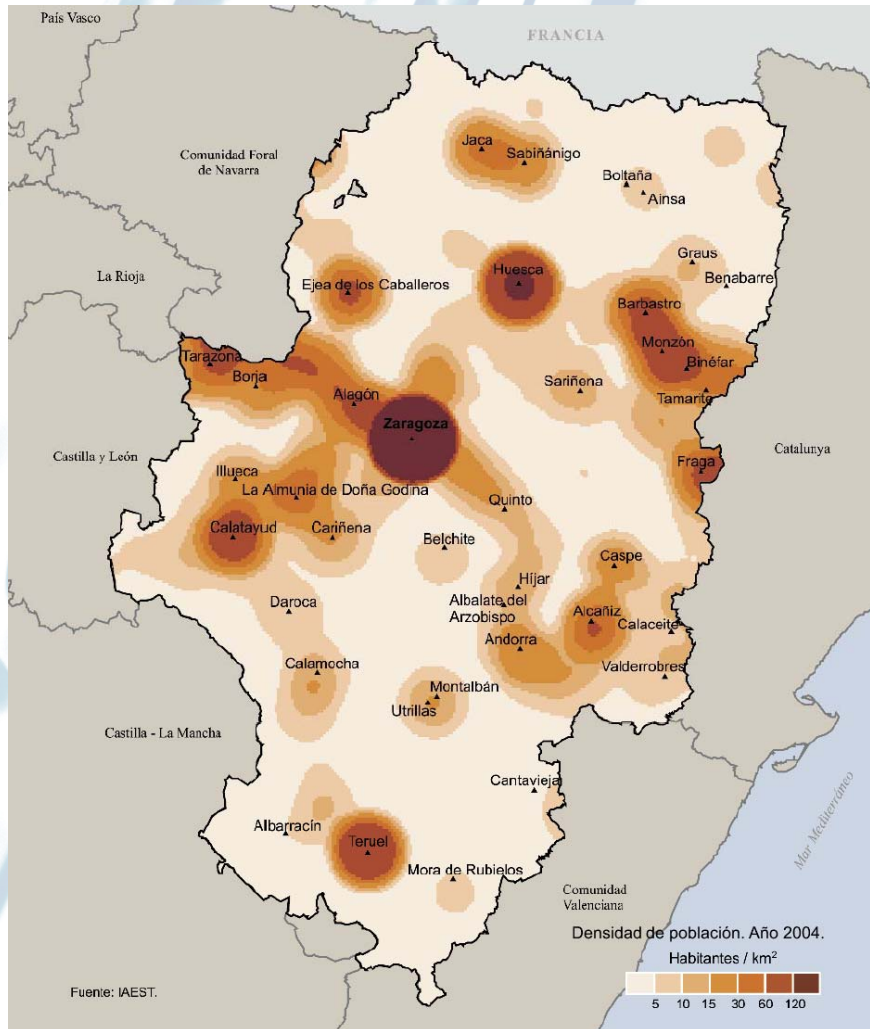 País Vasco
FRANCIA
Comunidad Foral
de Navarra
Jaca
Sabiñánigo
Boltaña
Ainsa
La Rioja
Graus
Benabarre
Huesca
Ejea de los Caballeros
Barbastro
Monzón
Binéfar
Tamarite
Tarazona
Borja
Alagón
Sariñena
Zaragoza
Castilla y León
Catalunya
Fraga
Illueca
La Almunia de Doña Godina
Quinto
Calatayud
Cariñena
Belchite
Caspe
Híjar
Albalate del
Arzobispo
Daroca
Alcañiz
Calaceite
Andorra
Calamocha
Valderrobres
Montalbán
Utrillas
Castilla - La Mancha
Cantavieja
Mar Mediterráneo
Albarracín
Teruel
Mora de Rubielos
Comunidad
Valenciana
Densidad de población. Año 2004.
Habitantes / km²
5 10 15 30 60 120
Fuente: IAEST.